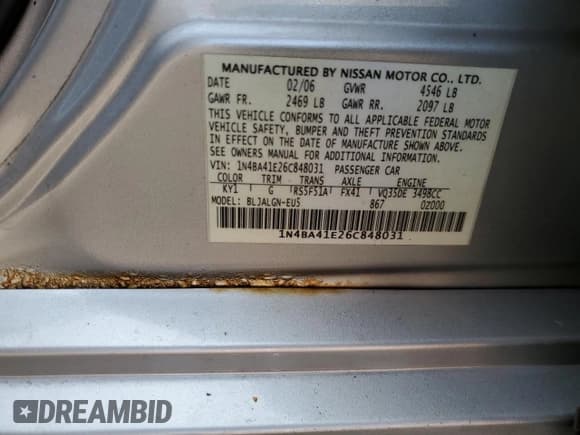 MANUFACTURED BY NISSAN MOTOR CO., LTD.
DATE 02/06 GVWR 4546 LB
GAWR FR. 2469 LB GAWR RR. 2097 LB
THIS VEHICLE CONFORMS TO ALL APPLICABLE FEDERAL MOTOR
VEHICLE SAFETY, BUMPER AND THEFT PREVENTION STANDARDS
IN EFFECT ON THE DATE OF MANUFACTURE SHOWN ABOVE.
SEE OWNERS MANUAL FOR ADDITIONAL INFORMATION.
VIN: 1N4BA41E26C848031 PASSENGER CAR
COLOR TRIM TRANS AXLE ENGINE
KY1 G RS5F51A FX41 VQ35DE 3498CC
MODEL: BLJALGN-EU5 867 02000
1N4BA41E26C848031
DREAMBID